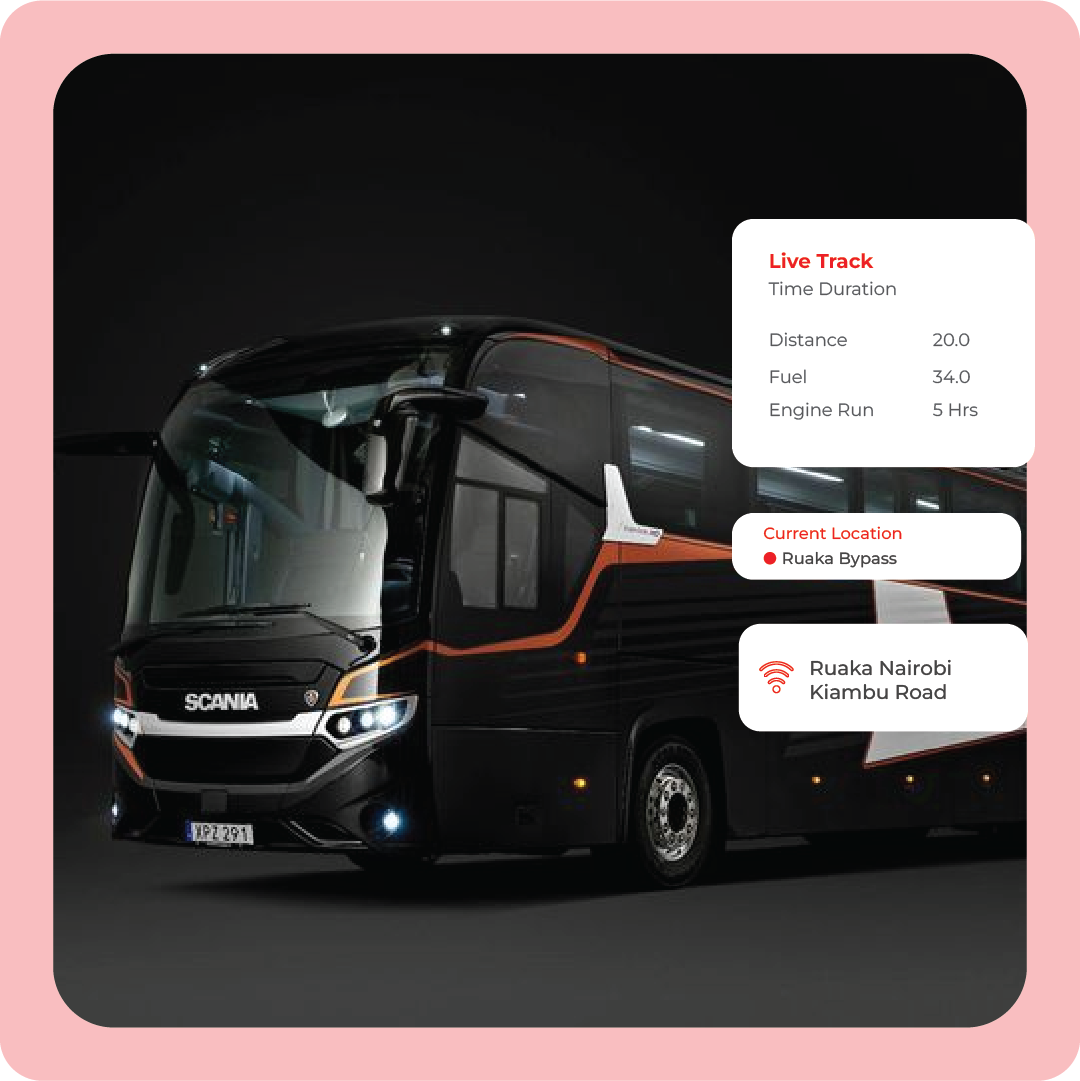 Live Track
Time Duration
Distance 20.0
Fuel 34.0
Engine Run 5 Hrs
Current Location
Ruaka Bypass
Ruaka Nairobi
Kiambu Road
SCANIA
XPZ 291